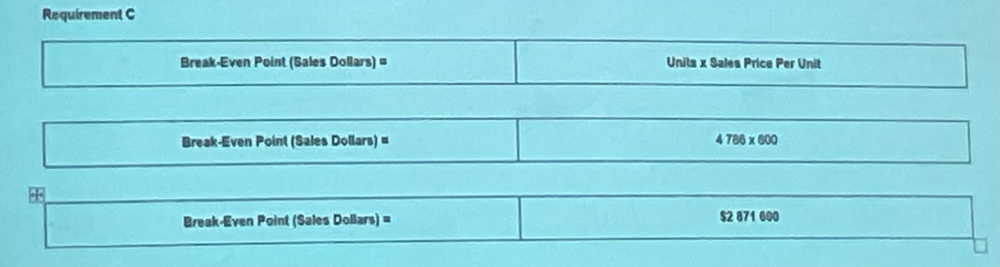 Requirement C
Break-Even Point (Sales Dollars) = Units x Sales Price Per Unit
Break-Even Point (Sales Dollars) = 4 786 x 600
Break-Even Point (Sales Dollars) = $2 871 600